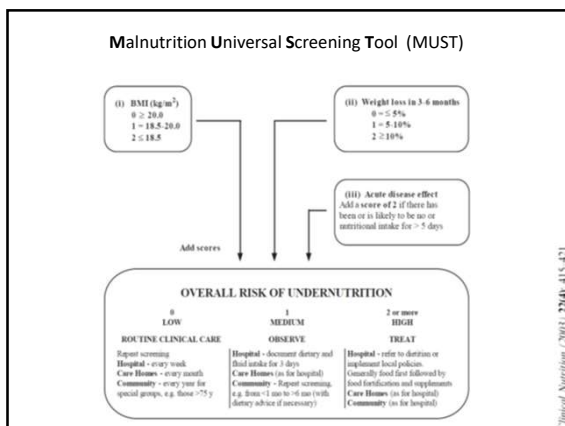 Malnutrition Universal Screening Tool (MUST)
(i) BMI (kg/m²)
0 ≥ 20.0
1 = 18.5-20.0
2 ≤ 18.5
(ii) Weight loss in 3-6 months
0 = ≤ 5%
1 = 5-10%
2 ≥10%
(iii) Acute disease effect
Add a score of 2 if there has
been or is likely to be no or
nutritional intake for > 5 days
Add scores
OVERALL RISK OF UNDERNUTRITION
0
LOW
ROUTINE CLINICAL CARE
Repeat screening
Hospital - every week
Care Homes - every month
Community - every year for
special groups, e.g. those >75 y
1
MEDIUM
OBSERVE
Hospital - document dietary and
fluid intake for 3 days
Care Homes (as for hospital)
Community - Repeat screening,
e.g. from <1 mo to >6 mo (with
dietary advice if necessary)
2 or more
HIGH
TREAT
Hospital - refer to dietitian or
implement local policies.
Generally food first followed by
food fortification and supplements
Care Homes (as for hospital)
Community (as for hospital)
Clinical Nutrition (2003) 22(4): 415-421